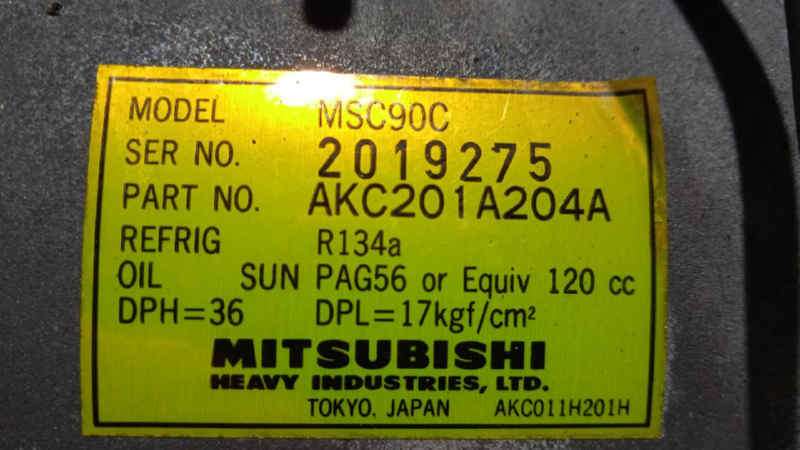 MODEL MSC90C
SER NO. 2019275
PART NO. AKC201A204A
REFRIG R134a
OIL SUN PAG56 or Equiv 120 cc
DPH=36 DPL=17kgf/cm²
MITSUBISHI
HEAVY INDUSTRIES, LTD.
TOKYO, JAPAN AKC011H201H